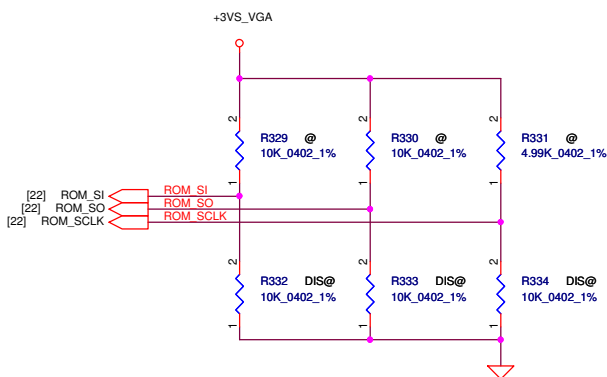 +3VS_VGA
2 2 2
R329 @ R330 @ R331 @
10K_0402_1% 10K_0402_1% 4.99K_0402_1%
1 1 1
[22] ROM_SI ROM_SI
[22] ROM_SO ROM_SO
[22] ROM_SCLK ROM_SCLK
2 2 2
R332 DIS@ R333 DIS@ R334 DIS@
10K_0402_1% 10K_0402_1% 10K_0402_1%
1 1 1